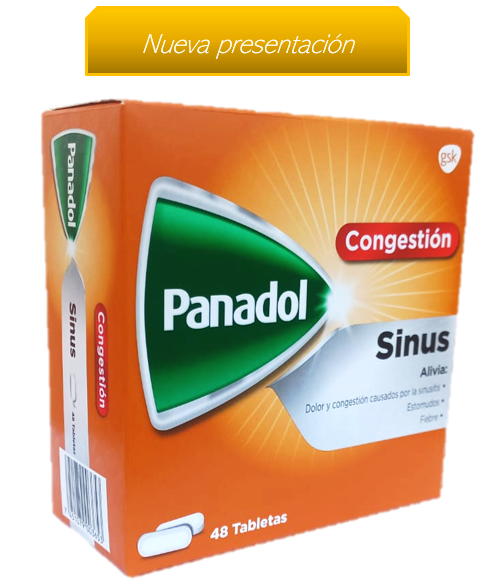 Nueva presentación
gsk
Congestión
Panadol
Sinus
Alivia:
Dolor y congestión causados por la sinusitis •
Estornudos •
Fiebre •
48 Tabletas
Panadol
Sinus
Congestión
48 Tabletas